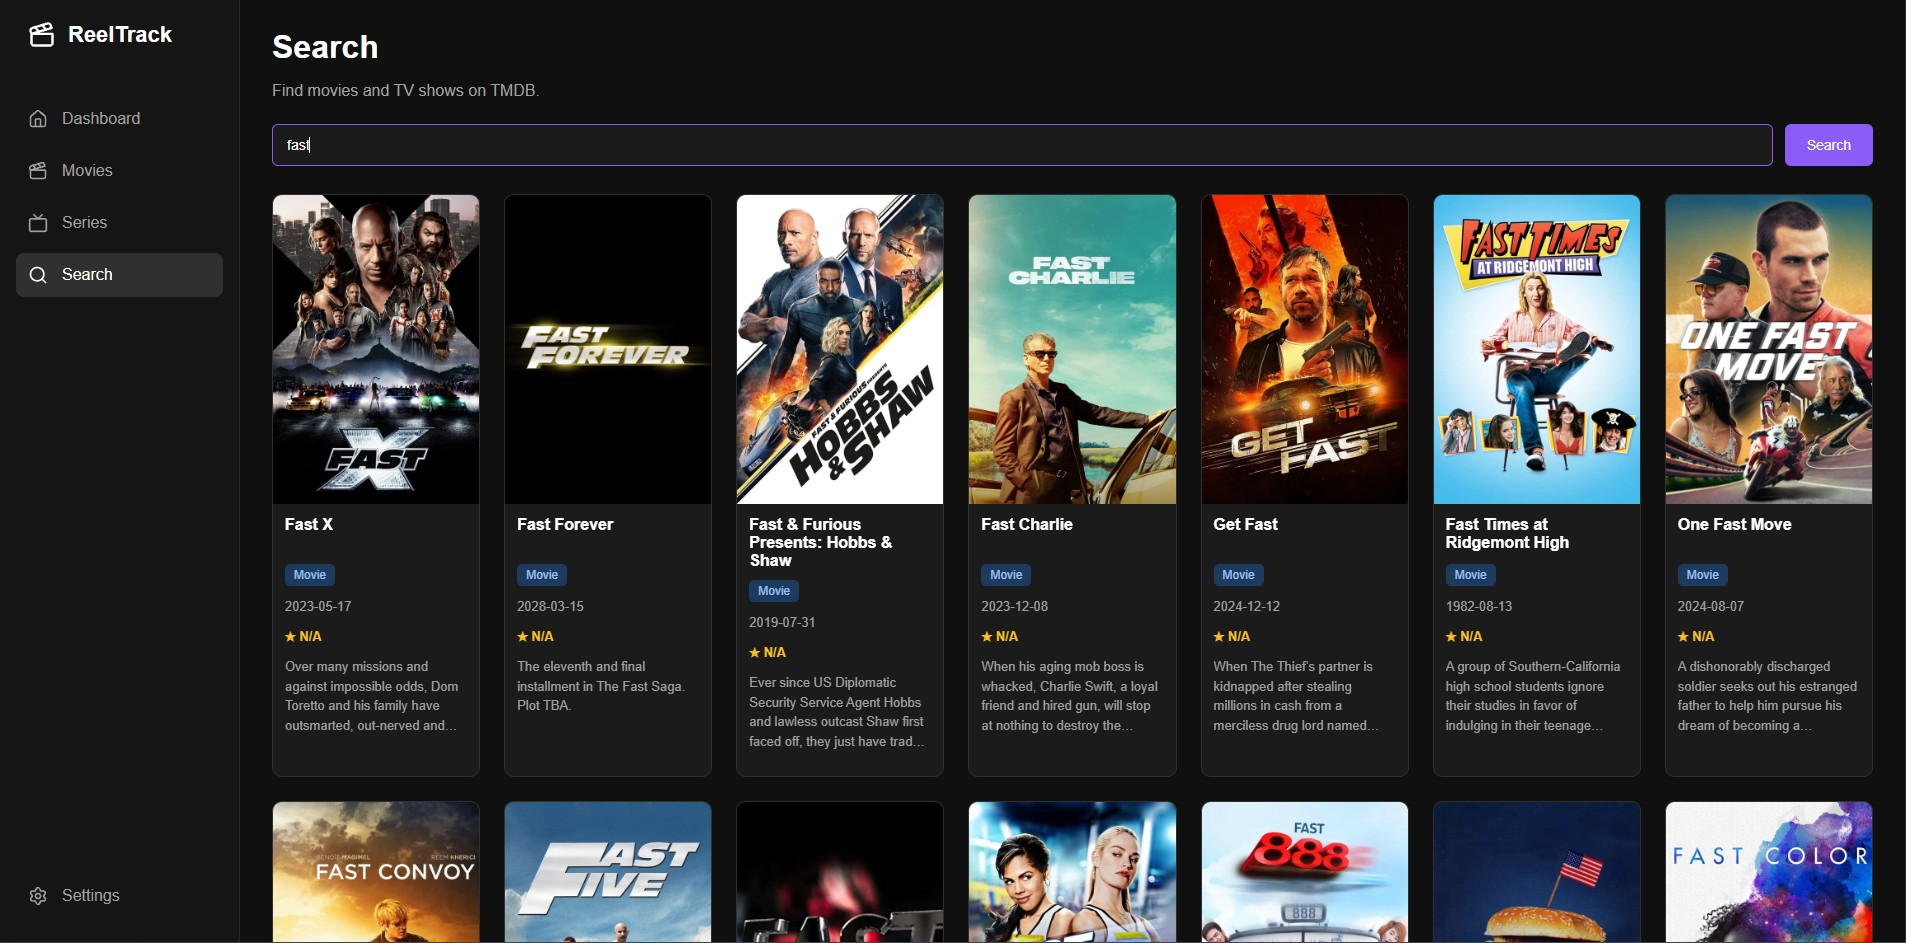 ReelTrack
Dashboard
Movies
Series
Search
Settings
Search
Find movies and TV shows on TMDB.
fast
Search
FAST X
Fast X
Movie
2023-05-17
★ N/A
Over many missions and
against impossible odds, Dom
Toretto and his family have
outsmarted, out-nerved and...
FAST
FOREVER
Fast Forever
Movie
2028-03-15
★ N/A
The eleventh and final
installment in The Fast Saga.
Plot TBA.
FAST & FURIOUS PRESENTS
HOBBS
& SHAW
Fast & Furious
Presents: Hobbs &
Shaw
Movie
2019-07-31
★ N/A
Ever since US Diplomatic
Security Service Agent Hobbs
and lawless outcast Shaw first
faced off, they just have trad...
FAST
CHARLIE
Fast Charlie
Movie
2023-12-08
★ N/A
When his aging mob boss is
whacked, Charlie Swift, a loyal
friend and hired gun, will stop
at nothing to destroy the...
GET
FAST
Get Fast
Movie
2024-12-12
★ N/A
When The Thief's partner is
kidnapped after stealing
millions in cash from a
merciless drug lord named...
FAST TIMES
AT RIDGEMONT HIGH
Fast Times at
Ridgemont High
Movie
1982-08-13
★ N/A
A group of Southern-California
high school students ignore
their studies in favor of
indulging in their teenage...
ONE FAST
MOVE
One Fast Move
Movie
2024-08-07
★ N/A
A dishonorably discharged
soldier seeks out his estranged
father to help him pursue his
dream of becoming a...
BENOÎT MAGIMEL REEM KHERICI
FAST CONVOY
FAST
FIVE
FAST
FAST
888
888
FAST COLOR